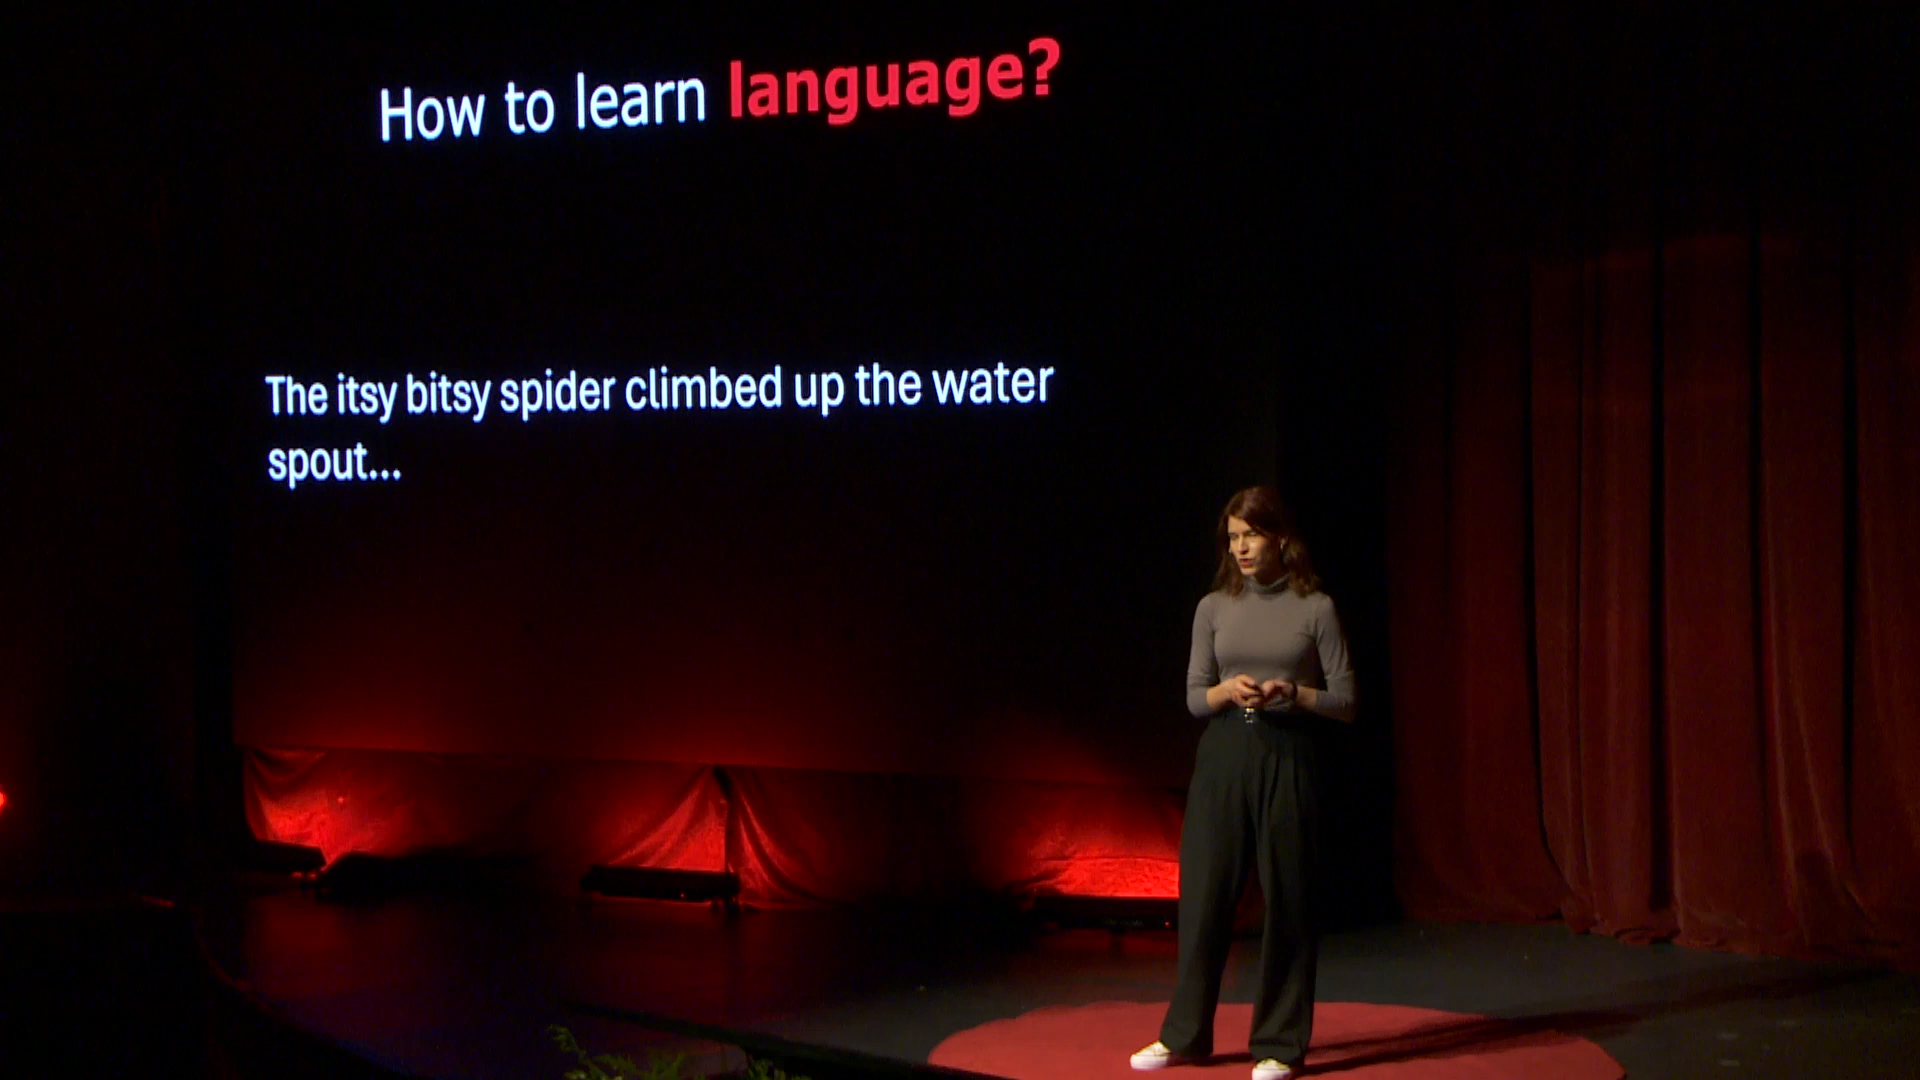 How to learn language?
The itsy bitsy spider climbed up the water
spout...